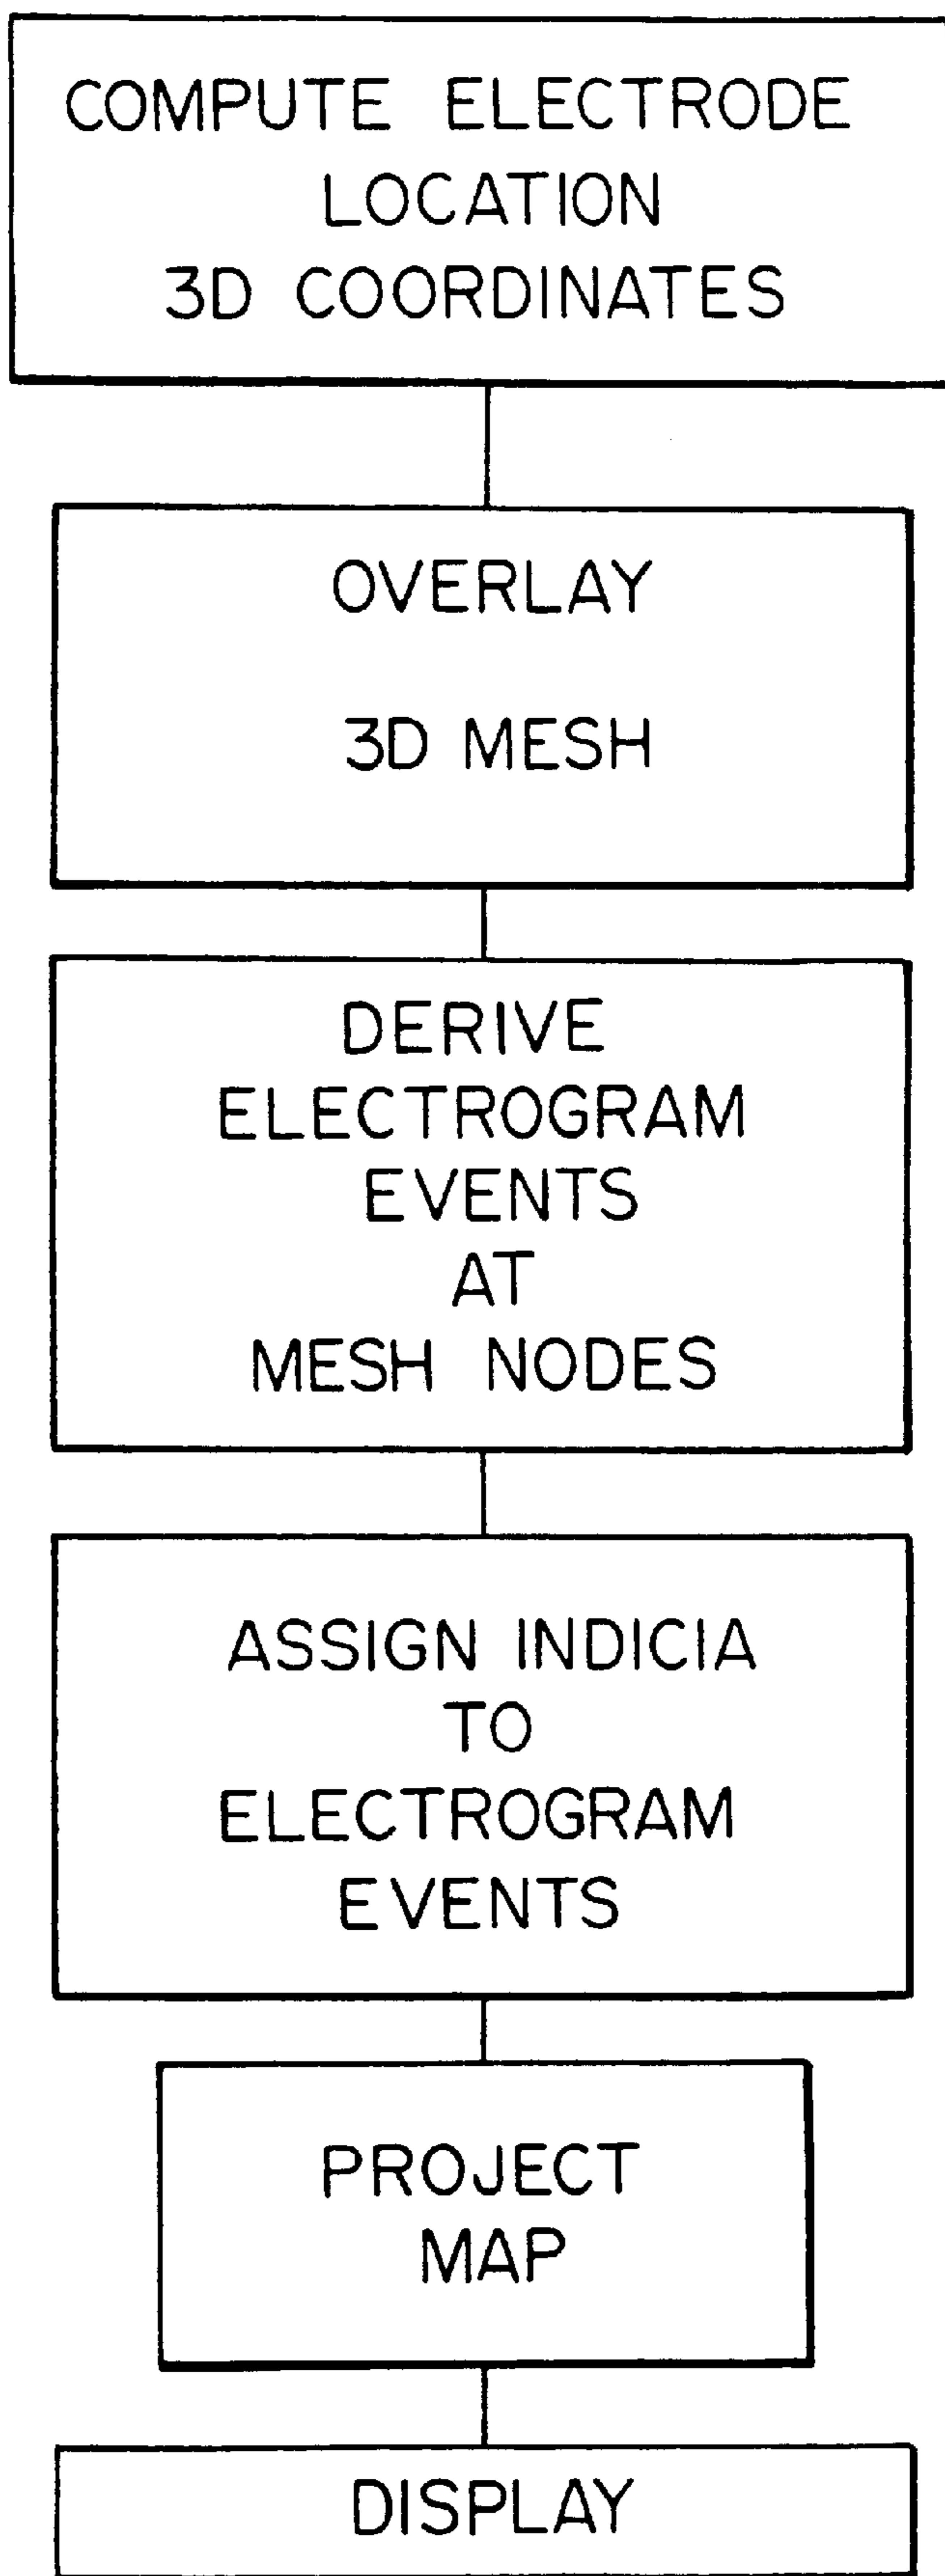 COMPUTE ELECTRODE
LOCATION
3D COORDINATES
OVERLAY
3D MESH
DERIVE
ELECTROGRAM
EVENTS
AT
MESH NODES
ASSIGN INDICIA
TO
ELECTROGRAM
EVENTS
PROJECT
MAP
DISPLAY